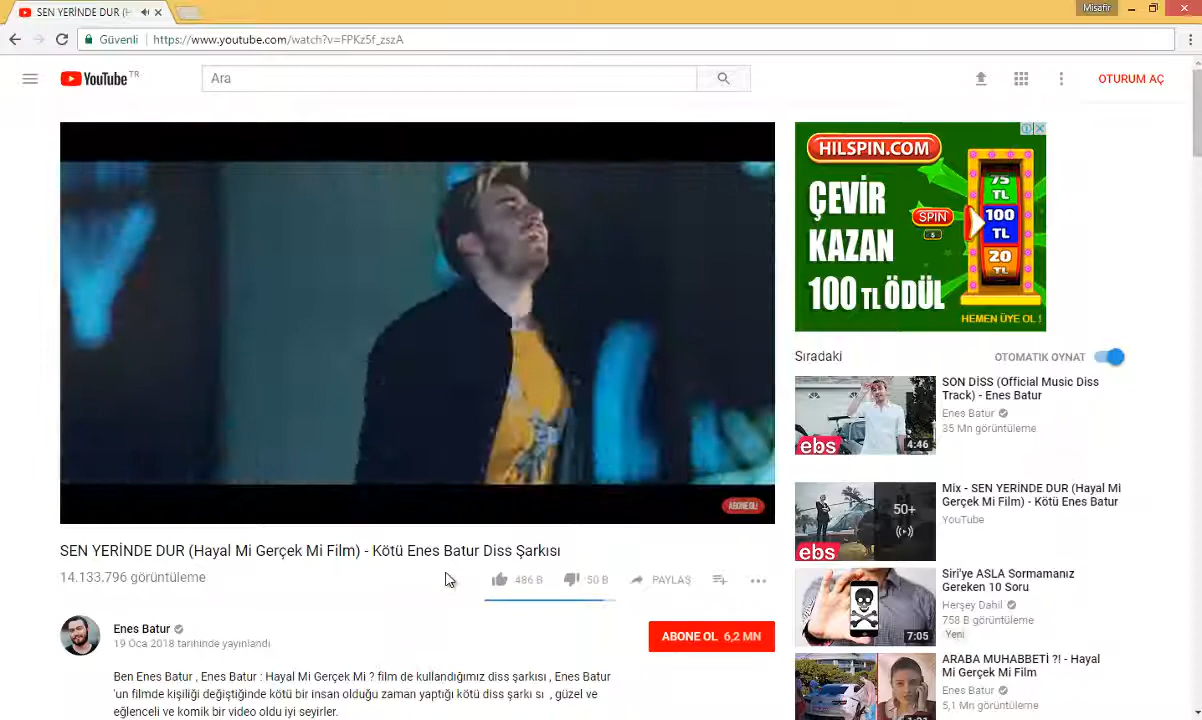 SEN YERİNDE DUR (H
Misafir
Güvenli
https://www.youtube.com/watch?v=FPKz5f_zszA
YouTube TR
Ara
OTURUM AÇ
HILSPIN.COM
ÇEVİR
KAZAN
100 TL ÖDÜL
SPIN
5
75
TL
100
TL
20
TL
HEMEN ÜYE OL !
ABONE OL!
SEN YERİNDE DUR (Hayal Mi Gerçek Mi Film) - Kötü Enes Batur Diss Şarkısı
14.133.796 görüntüleme
486 B
50 B
PAYLAŞ
Enes Batur
19 Oca 2018 tarihinde yayınlandı
ABONE OL 6,2 MN
Ben Enes Batur , Enes Batur : Hayal Mi Gerçek Mi ? film de kullandığımız diss şarkısı , Enes Batur
'un filmde kişiliği değiştiğinde kötü bir insan olduğu zaman yaptığı kötü diss şarkı sı , güzel ve
eğlenceli ve komik bir video oldu iyi seyirler.
Sıradaki
OTOMATIK OYNAT
ebs
4:46
SON DİSS (Official Music Diss
Track) - Enes Batur
Enes Batur
35 Mn görüntüleme
ebs
50+
Mix - SEN YERİNDE DUR (Hayal Mi
Gerçek Mi Film) - Kötü Enes Batur
YouTube
7:05
Siri'ye ASLA Sormamanız
Gereken 10 Soru
Herşey Dahil
758 B görüntüleme
Yeni
ARABA MUHABBETİ ?! - Hayal
Mi Gerçek Mi Film
Enes Batur
5,1 Mn görüntüleme